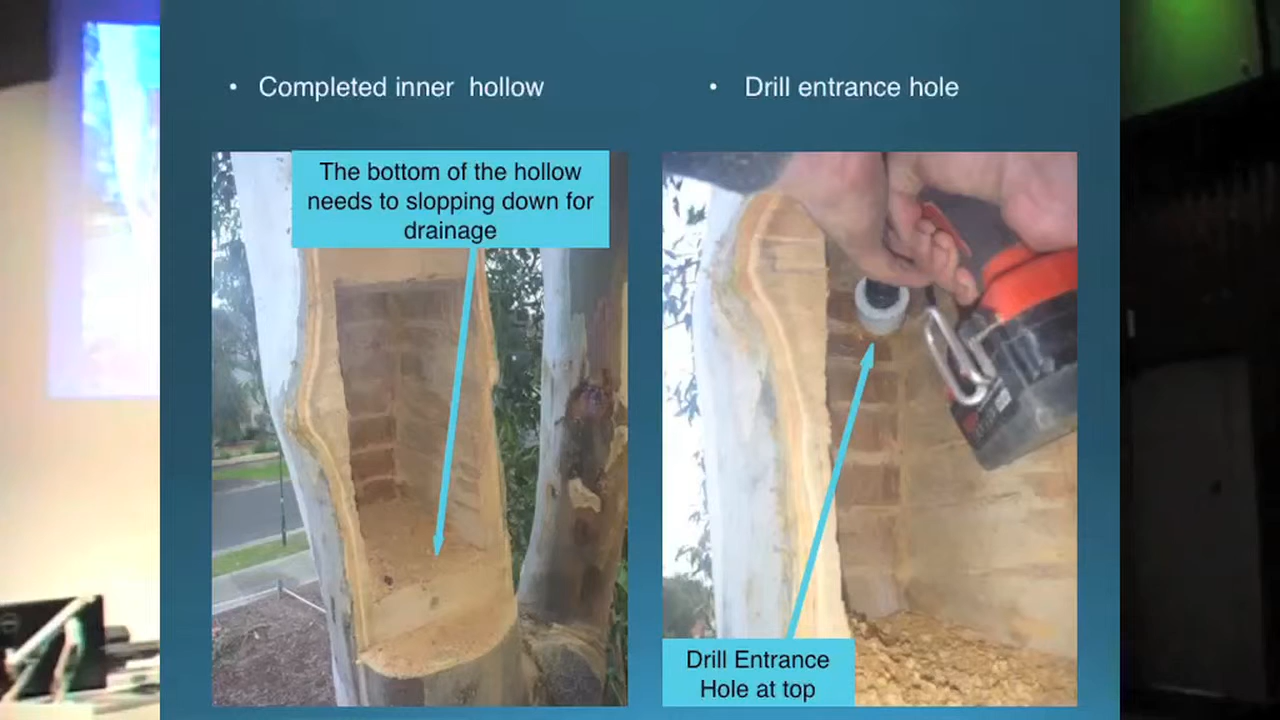 • Completed inner hollow
• Drill entrance hole
The bottom of the hollow
needs to slopping down for
drainage
Drill Entrance
Hole at top